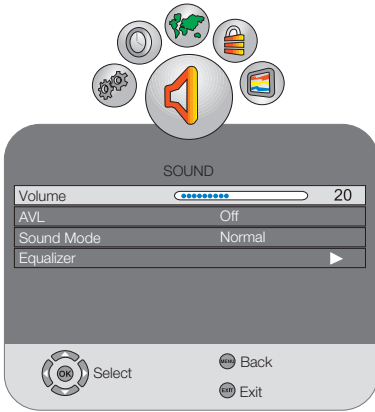 SOUND
Volume 20
AVL Off
Sound Mode Normal
Equalizer
OK Select
MENU Back
EXIT Exit